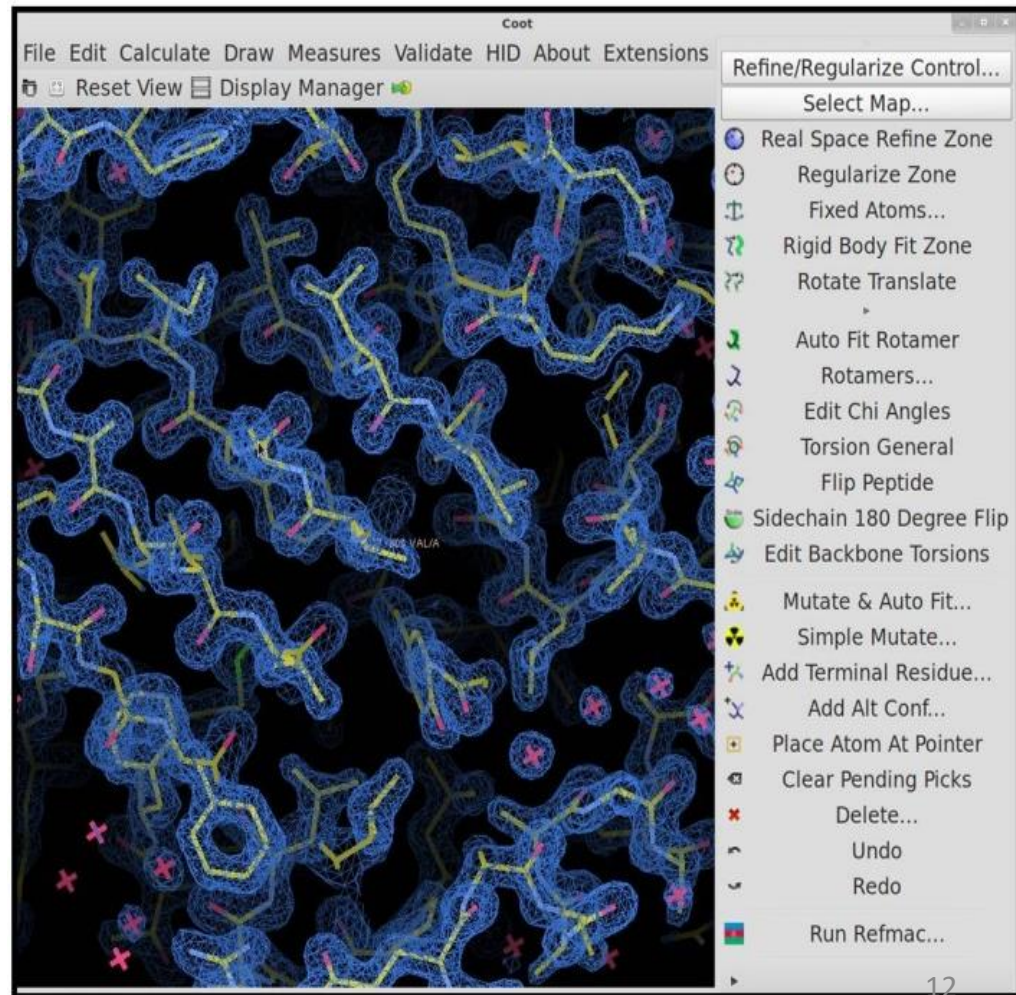 Coot
File Edit Calculate Draw Measures Validate HID About Extensions
Reset View Display Manager
Refine/Regularize Control...
Select Map...
Real Space Refine Zone
Regularize Zone
Fixed Atoms...
Rigid Body Fit Zone
Rotate Translate
Auto Fit Rotamer
Rotamers...
Edit Chi Angles
Torsion General
Flip Peptide
Sidechain 180 Degree Flip
Edit Backbone Torsions
Mutate & Auto Fit...
Simple Mutate...
Add Terminal Residue...
Add Alt Conf...
Place Atom At Pointer
Clear Pending Picks
Delete...
Undo
Redo
Run Refmac...
VAL/A
12